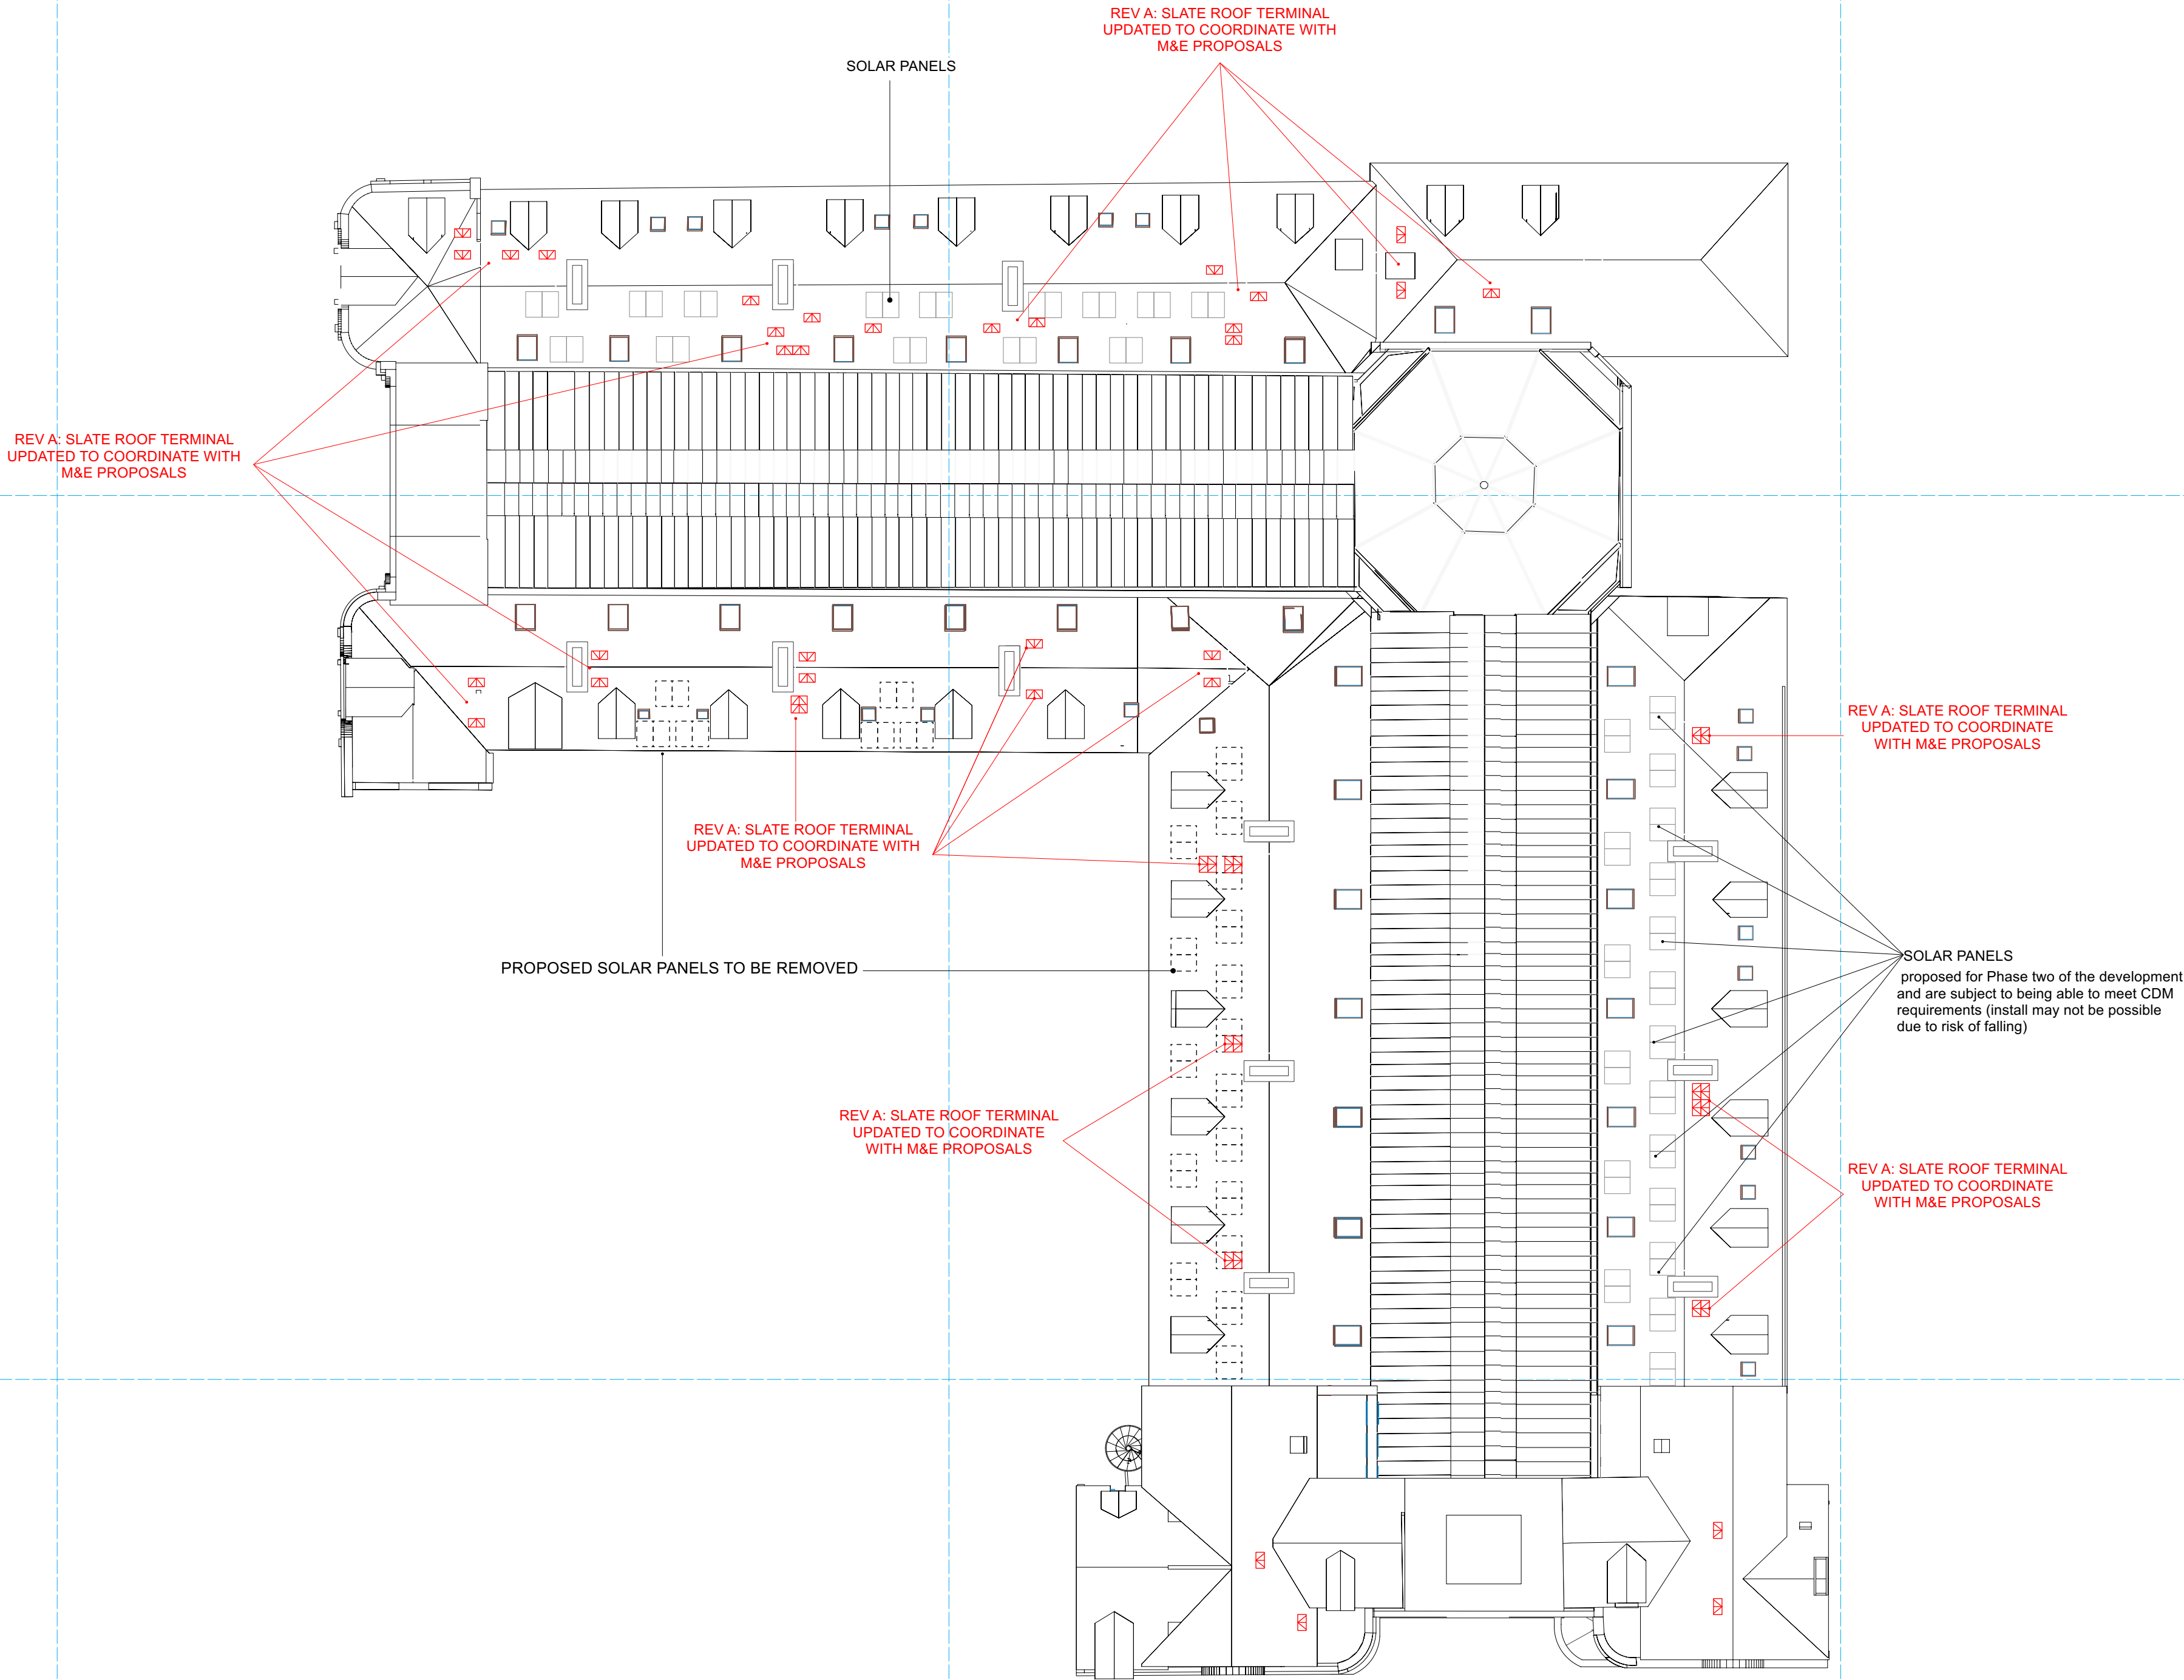 REV A: SLATE ROOF TERMINAL
UPDATED TO COORDINATE WITH
M&E PROPOSALS
SOLAR PANELS
REV A: SLATE ROOF TERMINAL
UPDATED TO COORDINATE WITH
M&E PROPOSALS
REV A: SLATE ROOF TERMINAL
UPDATED TO COORDINATE
WITH M&E PROPOSALS
REV A: SLATE ROOF TERMINAL
UPDATED TO COORDINATE WITH
M&E PROPOSALS
PROPOSED SOLAR PANELS TO BE REMOVED
SOLAR PANELS
proposed for Phase two of the development
and are subject to being able to meet CDM
requirements (install may not be possible
due to risk of falling)
REV A: SLATE ROOF TERMINAL
UPDATED TO COORDINATE
WITH M&E PROPOSALS
REV A: SLATE ROOF TERMINAL
UPDATED TO COORDINATE
WITH M&E PROPOSALS